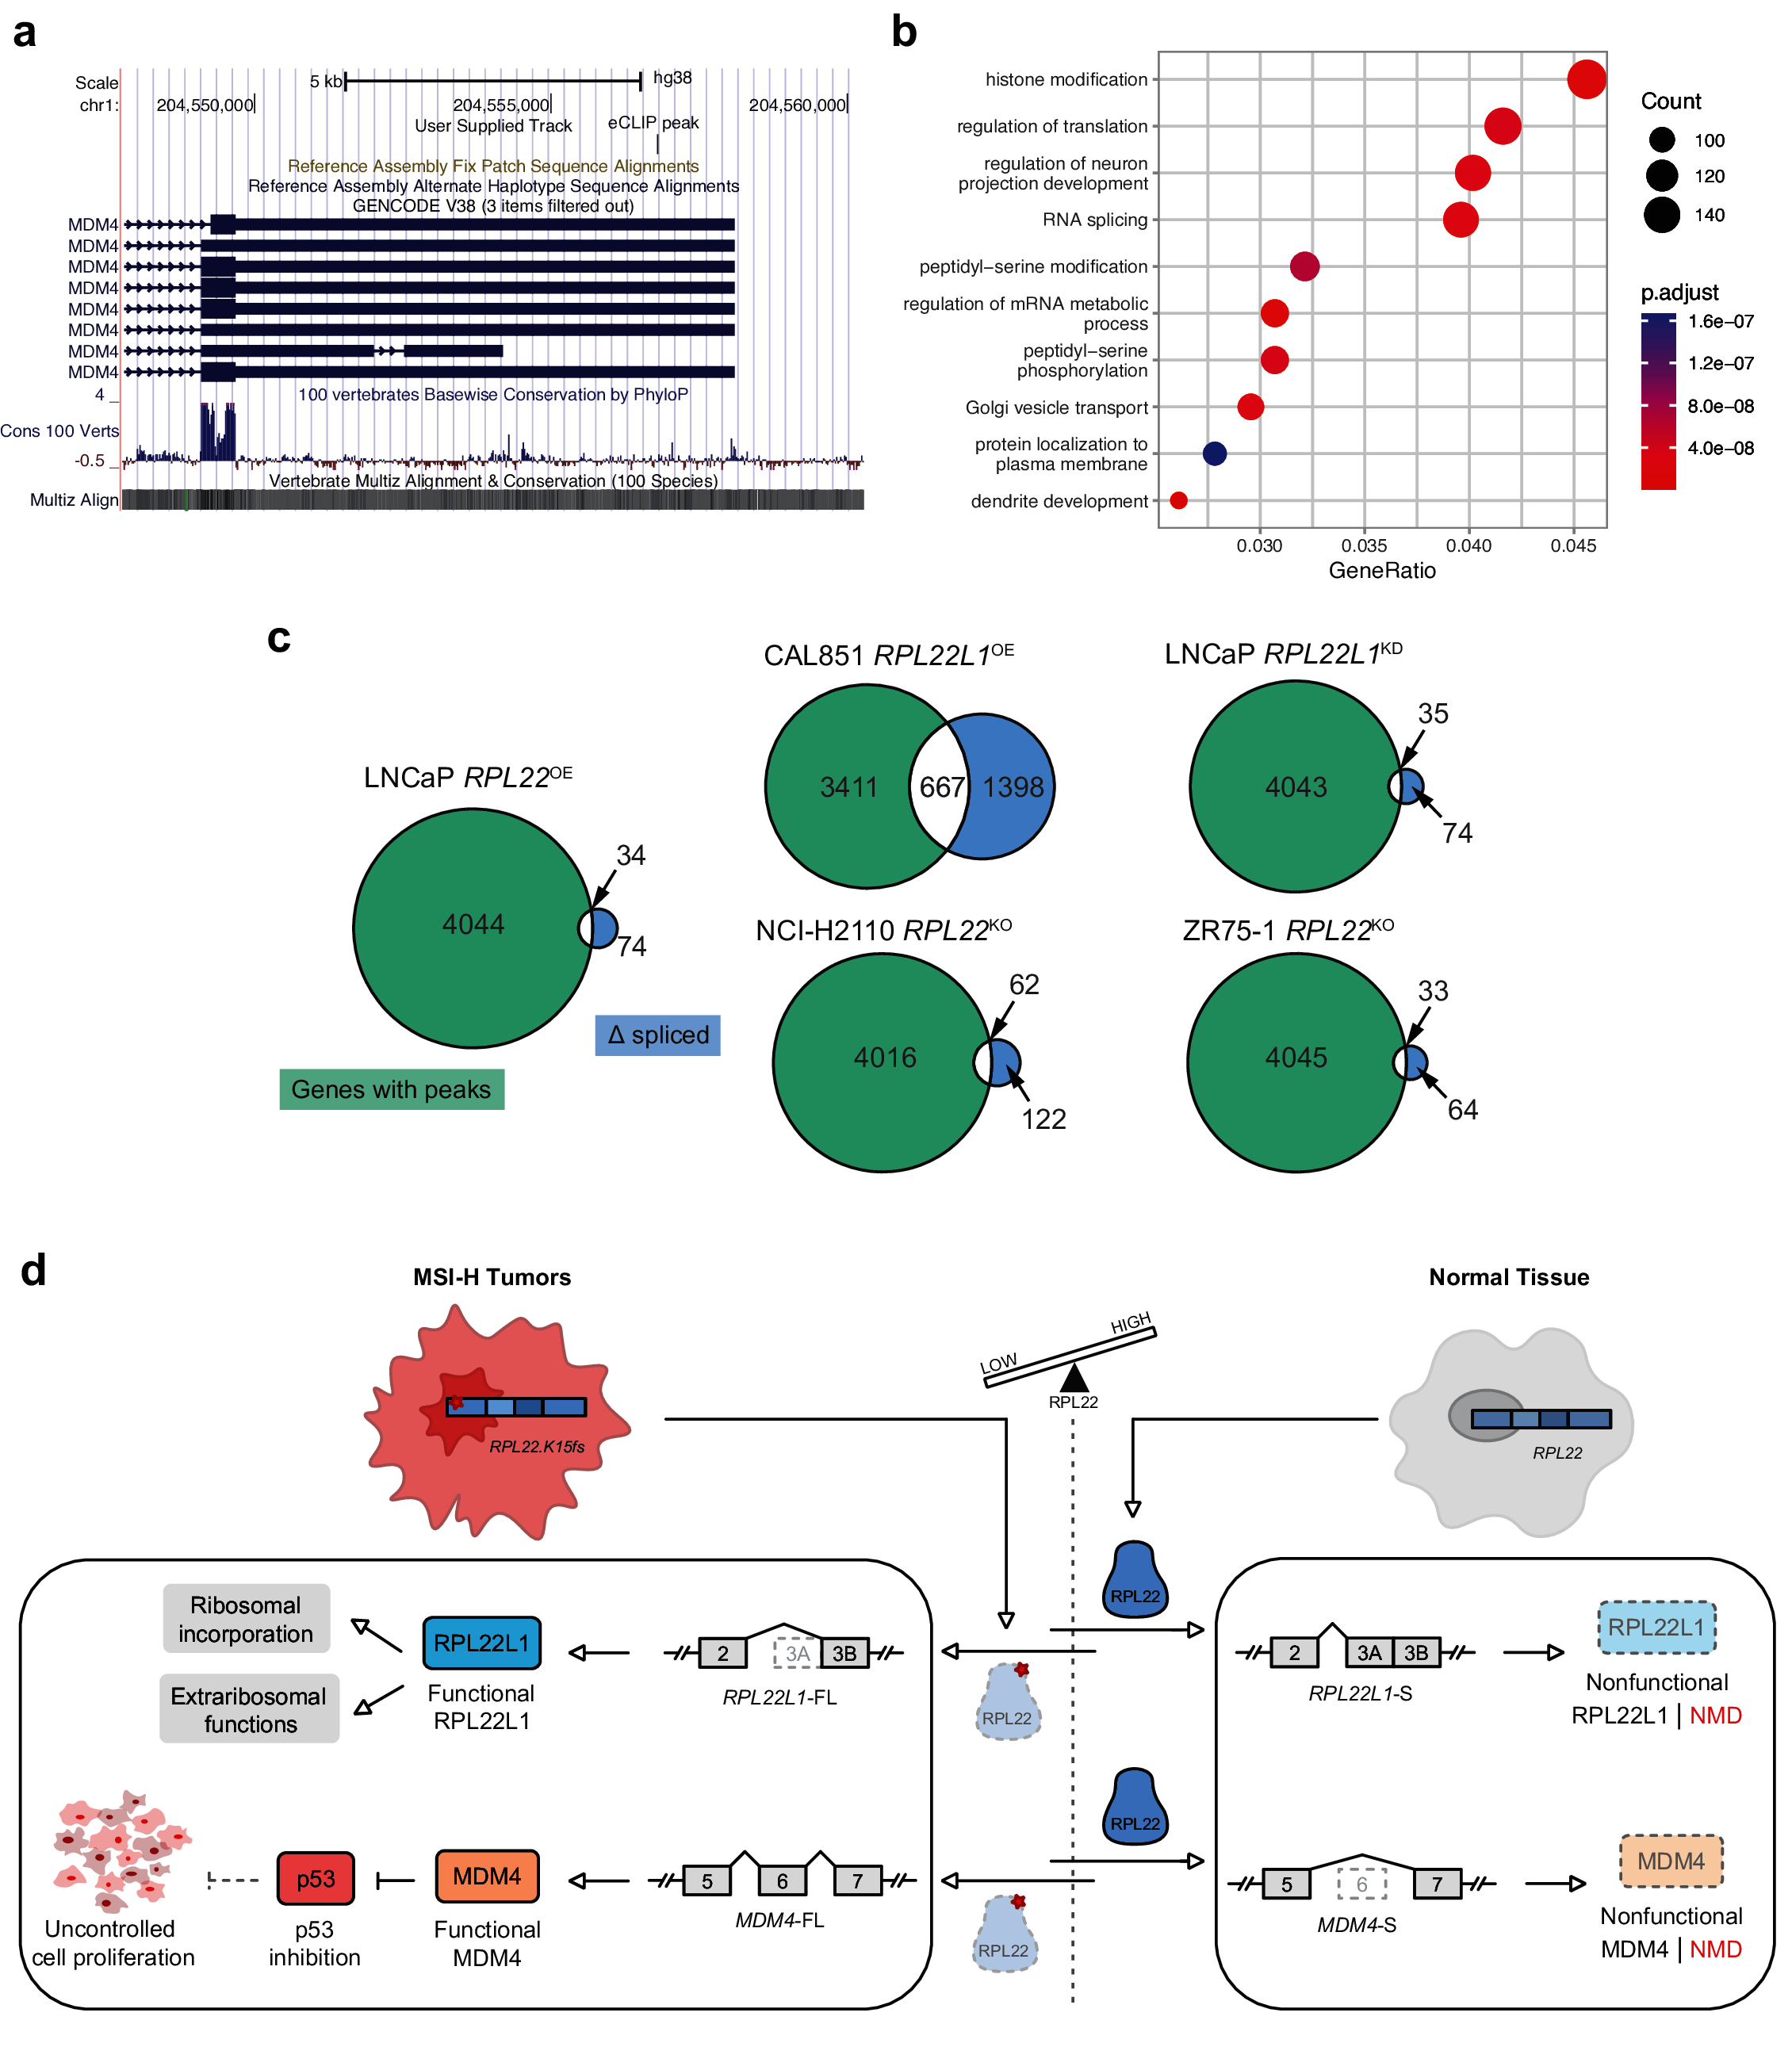 a
Scale
5 kb
hg38
chr1:
204,550,000
204,555,000
204,560,000
User Supplied Track
eCLIP peak
Reference Assembly Fix Patch Sequence Alignments
Reference Assembly Alternate Haplotype Sequence Alignments
GENCODE V38 (3 items filtered out)
MDM4
MDM4
MDM4
MDM4
MDM4
MDM4
MDM4
MDM4
100 vertebrates Basewise Conservation by PhyloP
4
Cons 100 Verts
-0.5
Vertebrate Multiz Alignment & Conservation (100 Species)
Multiz Align
b
histone modification
regulation of translation
regulation of neuron
projection development
RNA splicing
peptidyl−serine modification
regulation of mRNA metabolic
process
peptidyl−serine
phosphorylation
Golgi vesicle transport
protein localization to
plasma membrane
dendrite development
0.030
0.035
0.040
0.045
GeneRatio
Count
100
120
140
p.adjust
1.6e−07
1.2e−07
8.0e−08
4.0e−08
c
LNCaP RPL22OE
4044
34
74
Δ spliced
Genes with peaks
CAL851 RPL22L1OE
3411
667
1398
LNCaP RPL22L1KD
4043
35
74
NCI-H2110 RPL22KO
4016
62
122
ZR75-1 RPL22KO
4045
33
64
d
MSI-H Tumors
Normal Tissue
RPL22.K15fs
LOW
HIGH
RPL22
RPL22
Ribosomal
incorporation
Extraribosomal
functions
RPL22L1
Functional
RPL22L1
2
3A
3B
RPL22L1-FL
RPL22
RPL22
2
3A
3B
RPL22L1-S
RPL22L1
Nonfunctional
RPL22L1 | NMD
Uncontrolled
cell proliferation
p53
p53
inhibition
MDM4
Functional
MDM4
5
6
7
MDM4-FL
RPL22
RPL22
5
6
7
MDM4-S
MDM4
Nonfunctional
MDM4 | NMD